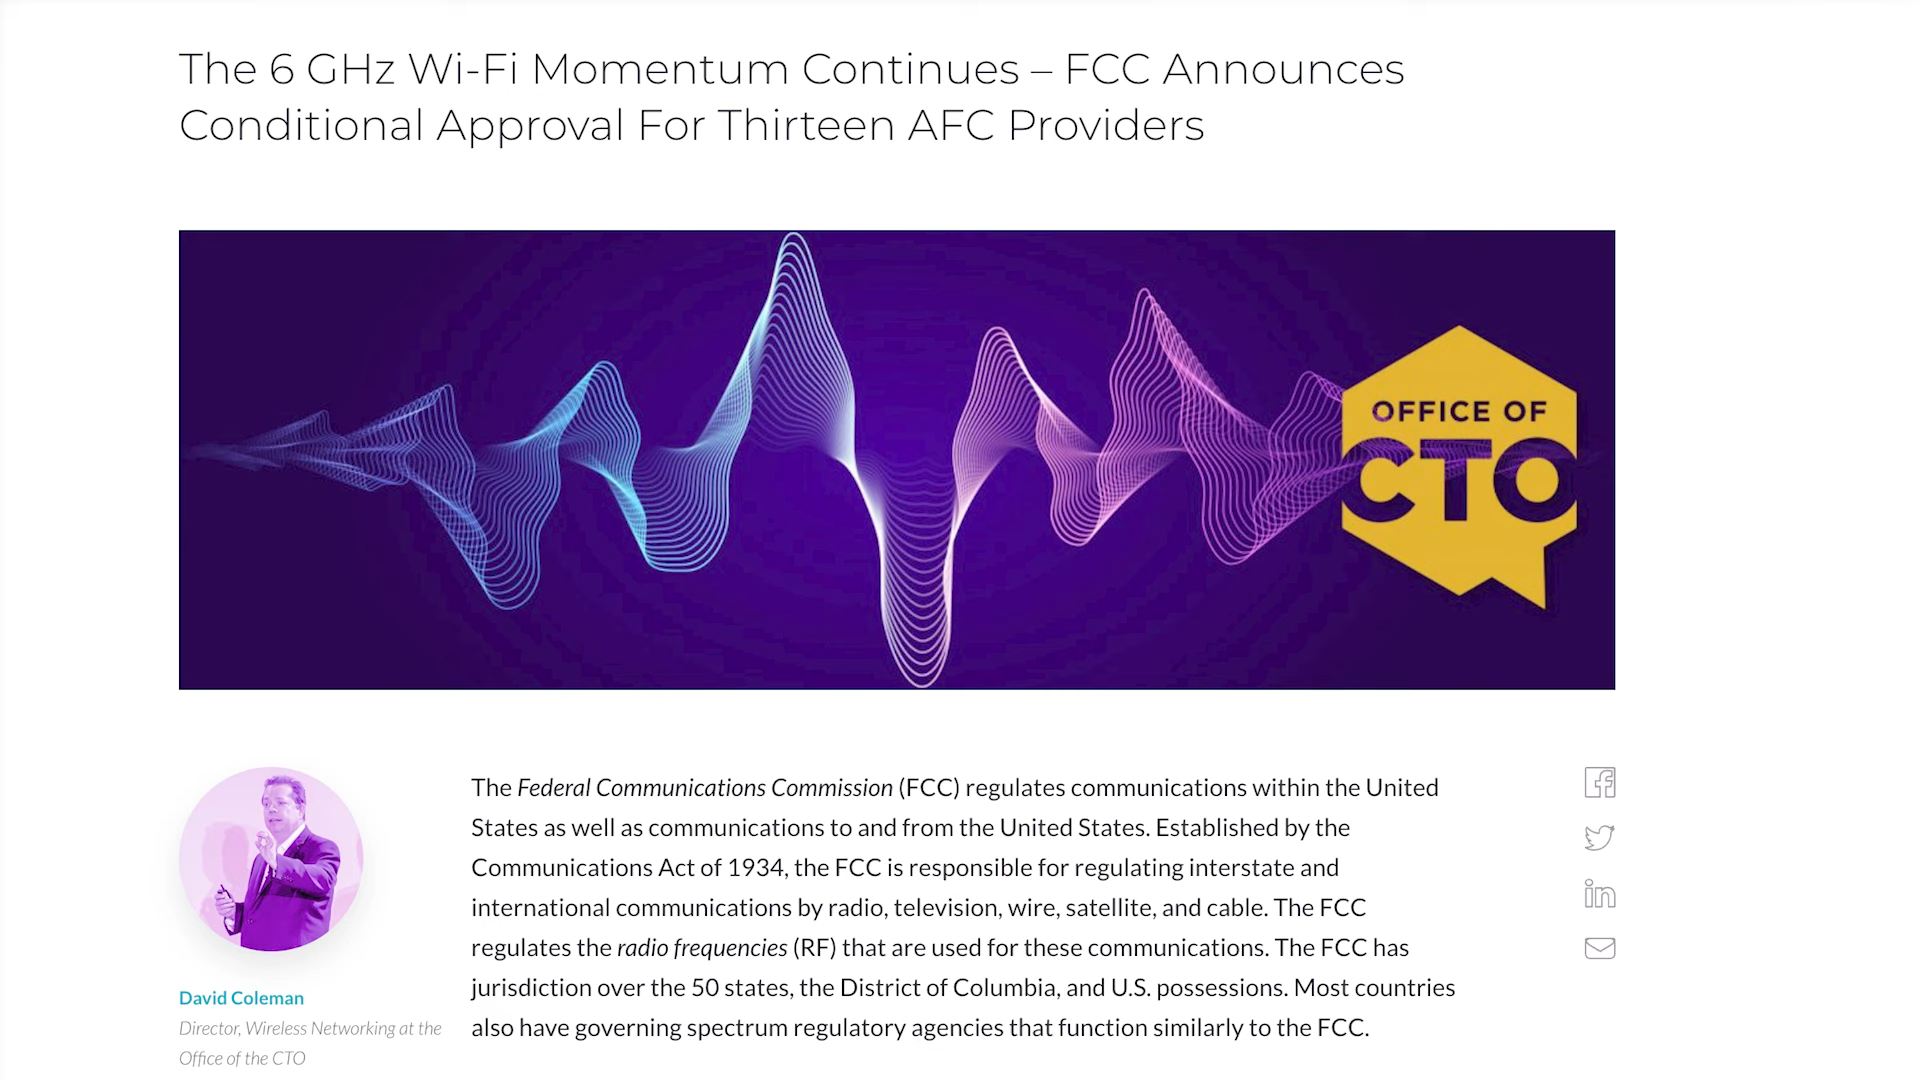 The 6 GHz Wi-Fi Momentum Continues – FCC Announces
Conditional Approval For Thirteen AFC Providers
OFFICE OF
CTO
The Federal Communications Commission (FCC) regulates communications within the United
States as well as communications to and from the United States. Established by the
Communications Act of 1934, the FCC is responsible for regulating interstate and
international communications by radio, television, wire, satellite, and cable. The FCC
regulates the radio frequencies (RF) that are used for these communications. The FCC has
jurisdiction over the 50 states, the District of Columbia, and U.S. possessions. Most countries
also have governing spectrum regulatory agencies that function similarly to the FCC.
David Coleman
Director, Wireless Networking at the
Office of the CTO